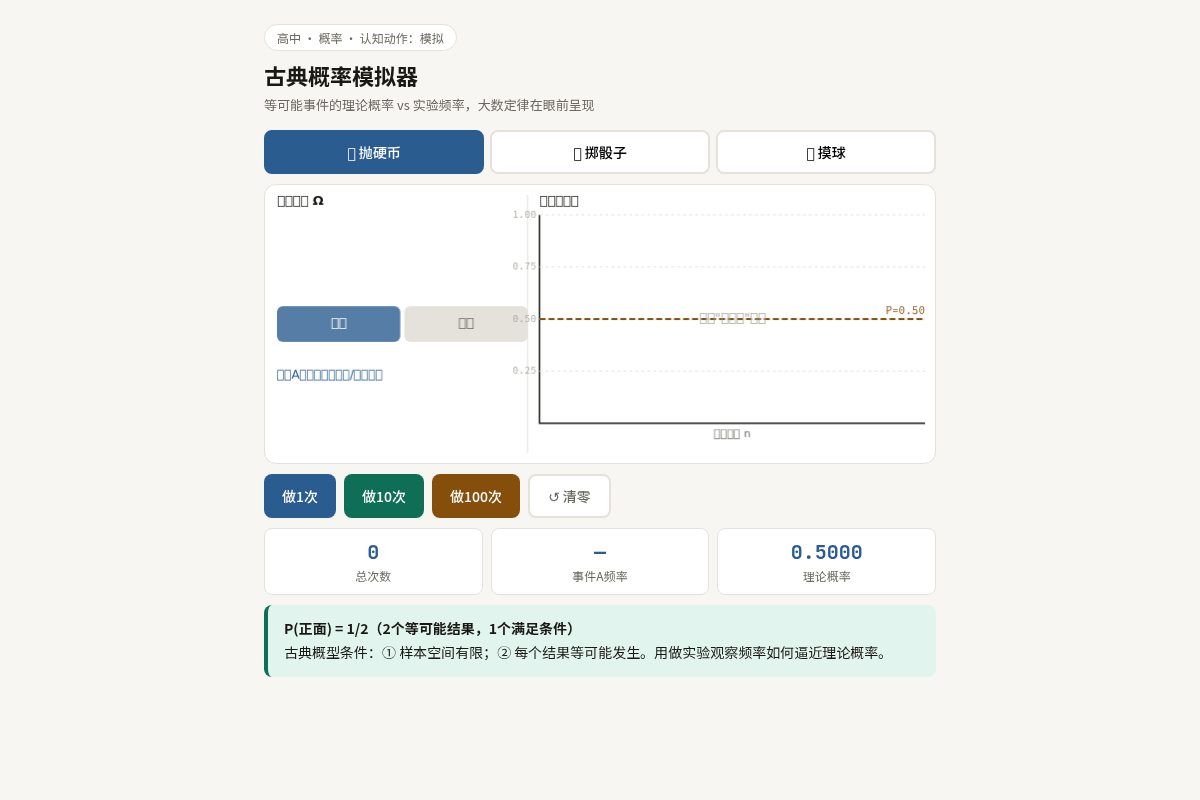 高中 · 概率 · 认知动作：模拟
古典概率模拟器
等可能事件的理论概率 vs 实验频率，大数定律在眼前呈现
抛硬币
掷骰子
摸球
Ω
1.00
0.75
0.50
0.25
P=0.50
n
做1次
做10次
做100次
↺ 清零
0
总次数
—
事件A频率
0.5000
理论概率
P(正面) = 1/2（2个等可能结果，1个满足条件）
古典概型条件：① 样本空间有限；② 每个结果等可能发生。用做实验观察频率如何逼近理论概率。